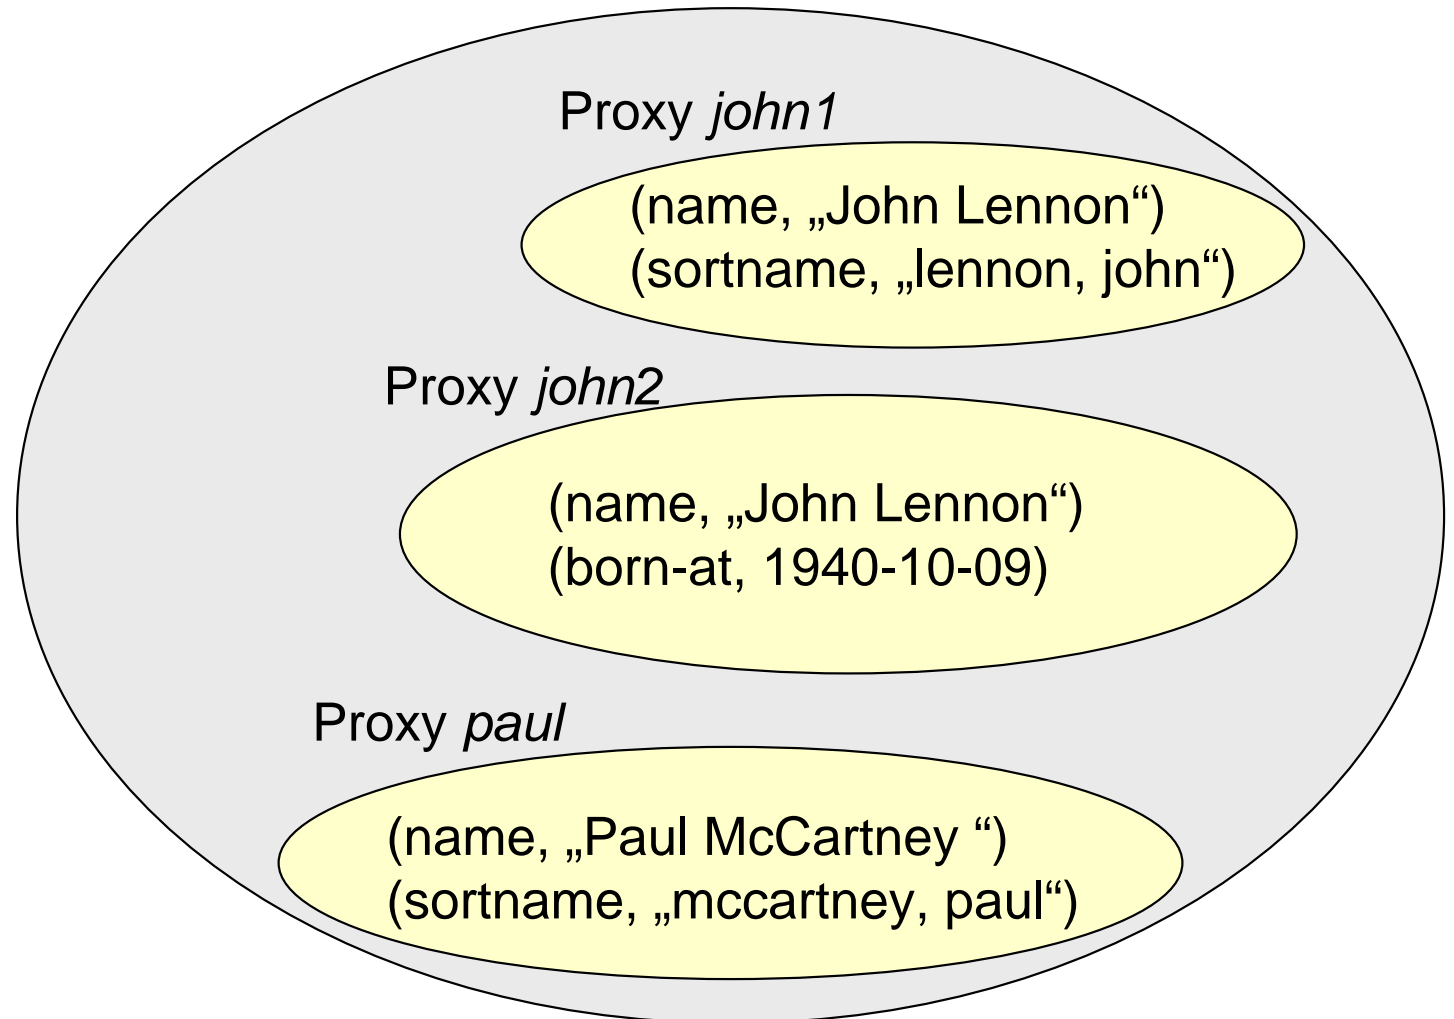 Proxy john1
(name, „John Lennon“)
(sortname, „lennon, john“)
Proxy john2
(name, „John Lennon“)
(born-at, 1940-10-09)
Proxy paul
(name, „Paul McCartney “)
(sortname, „mccartney, paul“)